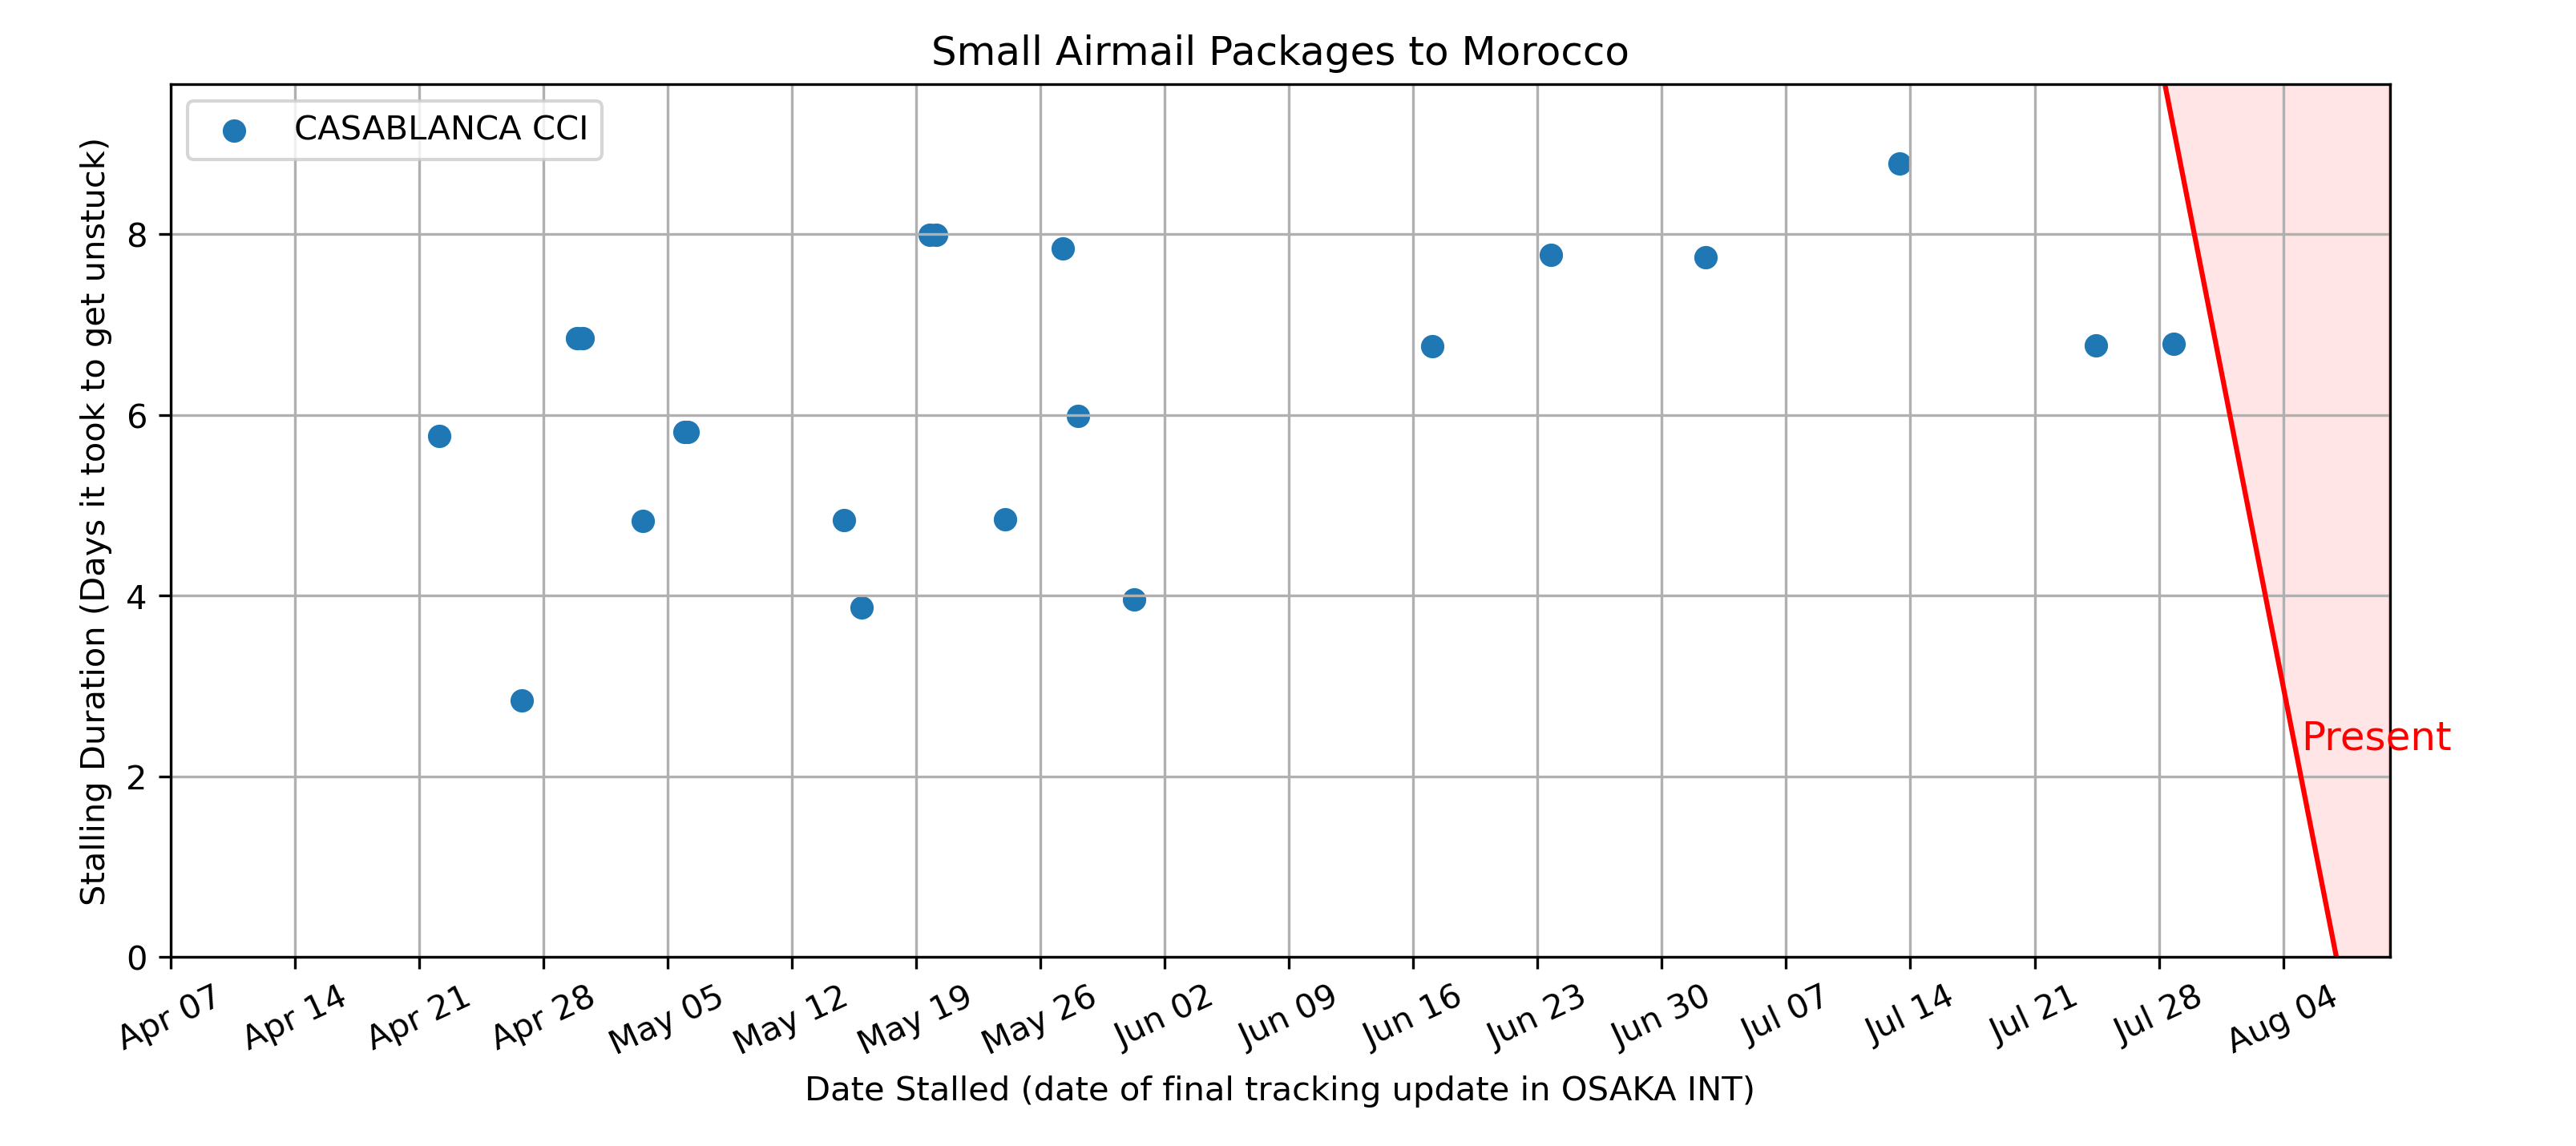 Small Airmail Packages to Morocco
CASABLANCA CCI
Stalling Duration (Days it took to get unstuck)
8
6
4
2
0
Present
Apr 07
Apr 14
Apr 21
Apr 28
May 05
May 12
May 19
May 26
Jun 02
Jun 09
Jun 16
Jun 23
Jun 30
Jul 07
Jul 14
Jul 21
Jul 28
Aug 04
Date Stalled (date of final tracking update in OSAKA INT)